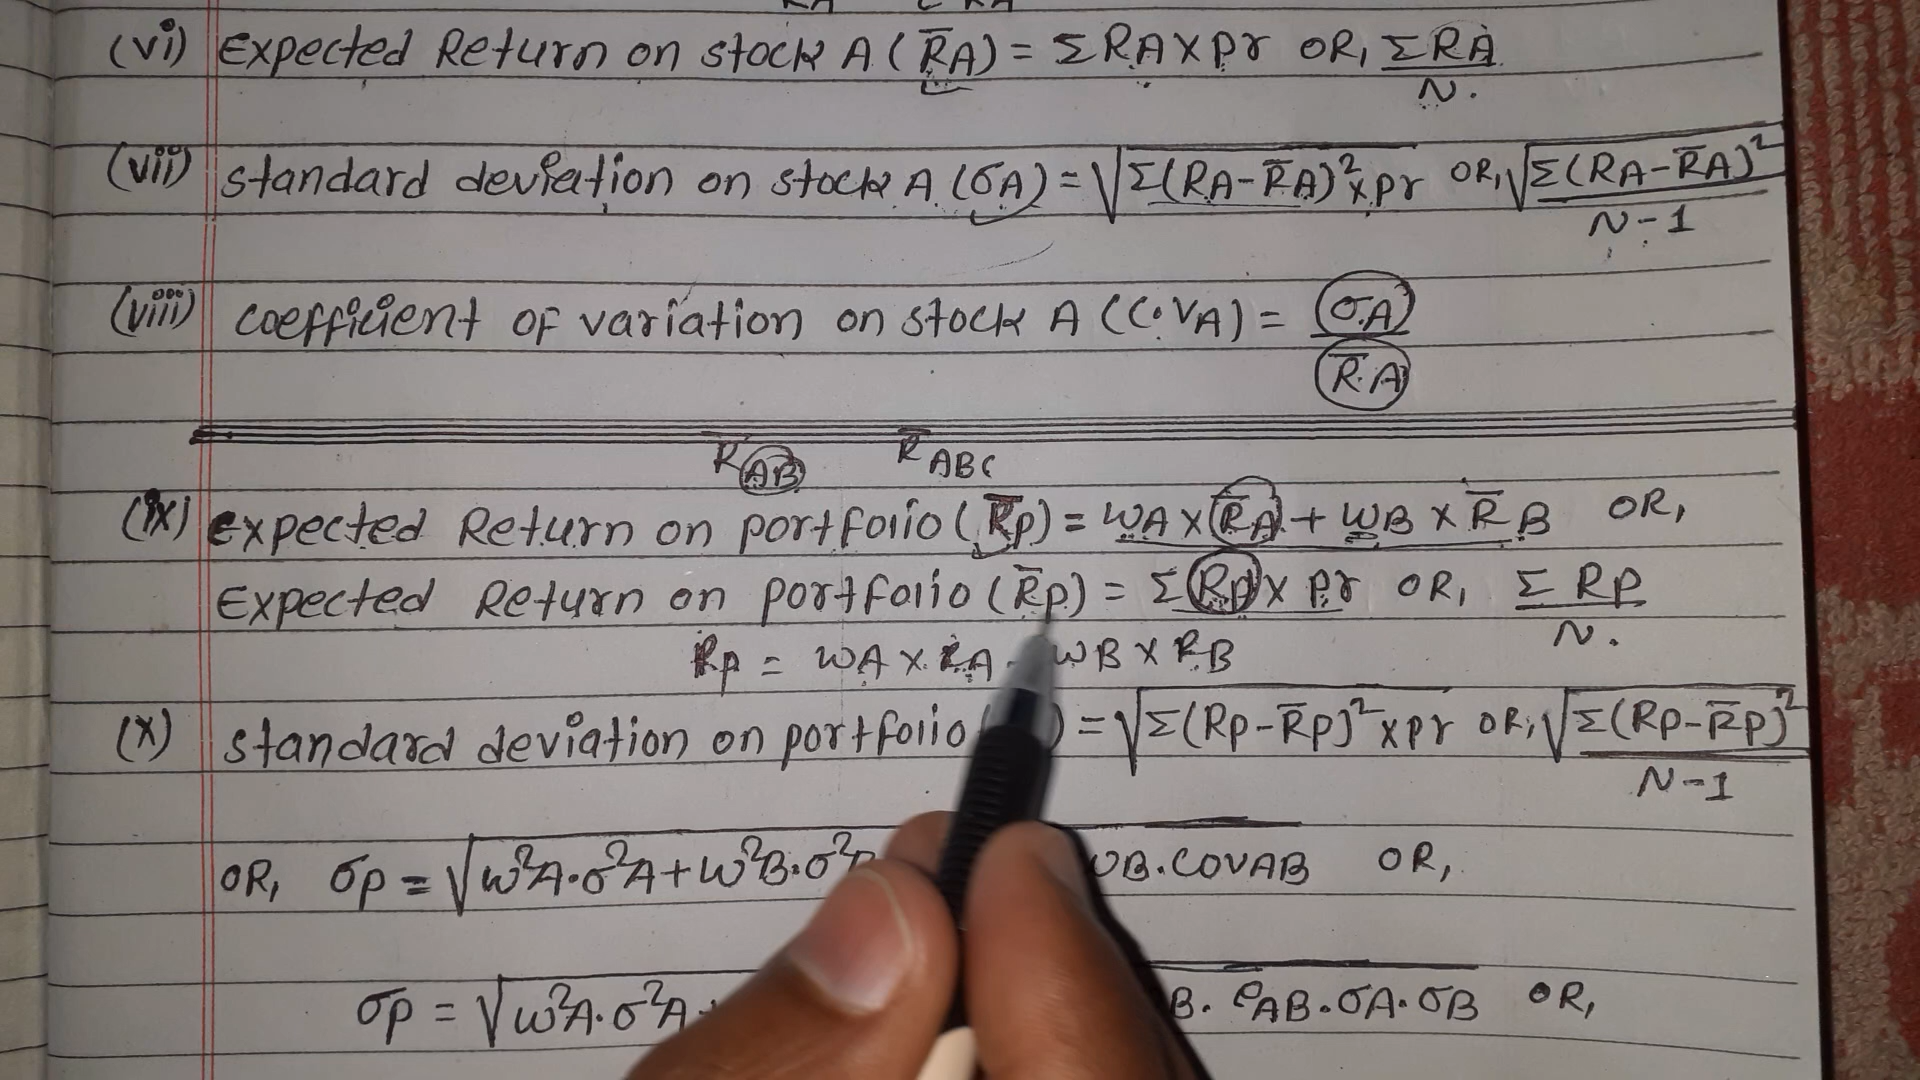 (vi) Expected Return on stock A (R̅A) = ΣRA×Pr OR, ΣRA
N.
(vii) standard deviation on stock A (σA) = √Σ(RA-R̅A)²×Pr OR, √Σ(RA-R̅A)²
N-1
(viii) coefficient of variation on stock A (C.VA) = σA
R̅A
R̅AB R̅ABC
(ix) Expected Return on portfolio (R̅p) = WA×R̅A + WB×R̅B OR,
Expected Return on portfolio (R̅p) = ΣRp×Pr OR, ΣRP
N.
Rp = WA×RA WB×RB
(x) standard deviation on portfolio ) = √Σ(Rp-R̅p)²×Pr OR, √Σ(Rp-R̅p)²
N-1
OR, σp = √W²A.σ²A+W²B.σ² WB.COVAB OR,
σp = √W²A.σ²A B. ρAB.σA.σB OR,